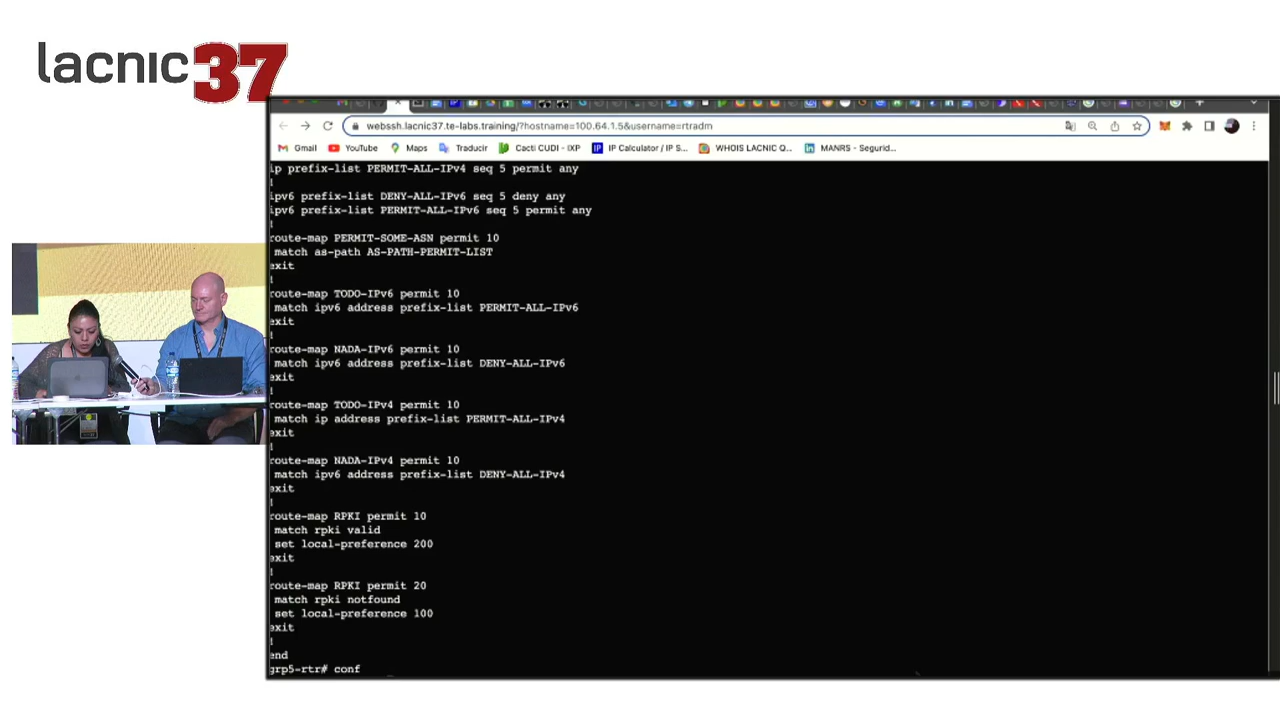 lacnic37
webssh.lacnic37.te-labs.training/?hostname=100.64.1.5&username=rtradm
Gmail YouTube Maps Traducir Cacti CUDI - IXP IP Calculator / IP S... WHOIS LACNIC Q... MANRS - Segurid...
ip prefix-list PERMIT-ALL-IPv4 seq 5 permit any
!
ipv6 prefix-list DENY-ALL-IPv6 seq 5 deny any
ipv6 prefix-list PERMIT-ALL-IPv6 seq 5 permit any
!
route-map PERMIT-SOME-ASN permit 10
match as-path AS-PATH-PERMIT-LIST
exit
!
route-map TODO-IPv6 permit 10
match ipv6 address prefix-list PERMIT-ALL-IPv6
exit
!
route-map NADA-IPv6 permit 10
match ipv6 address prefix-list DENY-ALL-IPv6
exit
!
route-map TODO-IPv4 permit 10
match ip address prefix-list PERMIT-ALL-IPv4
exit
!
route-map NADA-IPv4 permit 10
match ipv6 address prefix-list DENY-ALL-IPv4
exit
!
route-map RPKI permit 10
match rpki valid
set local-preference 200
exit
!
route-map RPKI permit 20
match rpki notfound
set local-preference 100
exit
!
end
grp5-rtr# conf